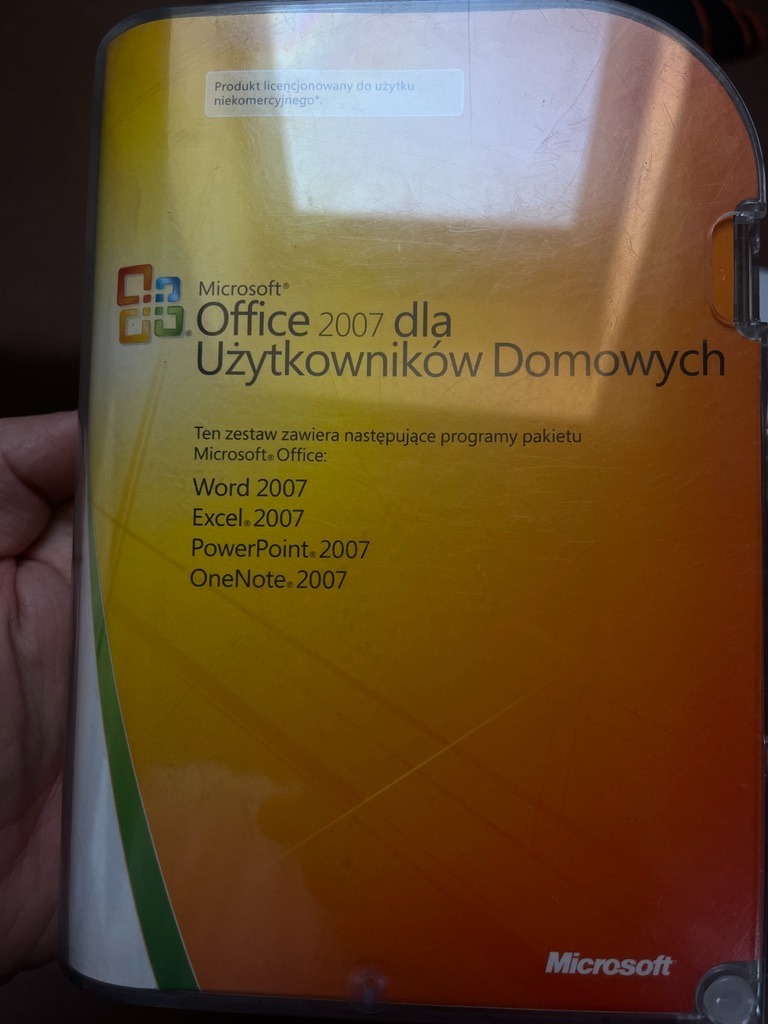 Produkt licencjonowany do użytku
niekomercyjnego*.
Microsoft®
Office 2007 dla
Użytkowników Domowych
Ten zestaw zawiera następujące programy pakietu
Microsoft® Office:
Word 2007
Excel® 2007
PowerPoint® 2007
OneNote® 2007
Microsoft